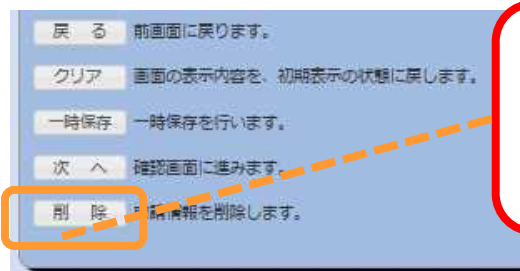 戻　る　前画面に戻ります。
クリア　画面の表示内容を、初期表示の状態に戻します。
一時保存　一時保存を行います。
次　へ　確認画面に進みます。
削　除　申請情報を削除します。